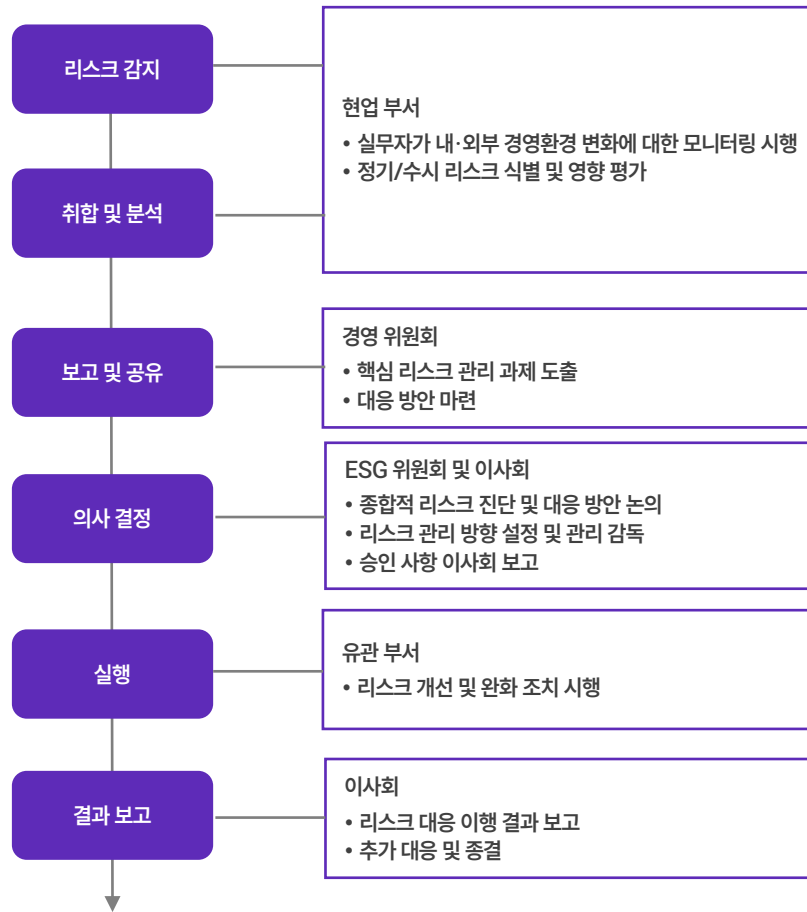 리스크 감지
현업 부서
• 실무자가 내·외부 경영환경 변화에 대한 모니터링 시행
• 정기/수시 리스크 식별 및 영향 평가
취합 및 분석
보고 및 공유
경영 위원회
• 핵심 리스크 관리 과제 도출
• 대응 방안 마련
의사 결정
ESG 위원회 및 이사회
• 종합적 리스크 진단 및 대응 방안 논의
• 리스크 관리 방향 설정 및 관리 감독
• 승인 사항 이사회 보고
실행
유관 부서
• 리스크 개선 및 완화 조치 시행
결과 보고
이사회
• 리스크 대응 이행 결과 보고
• 추가 대응 및 종결